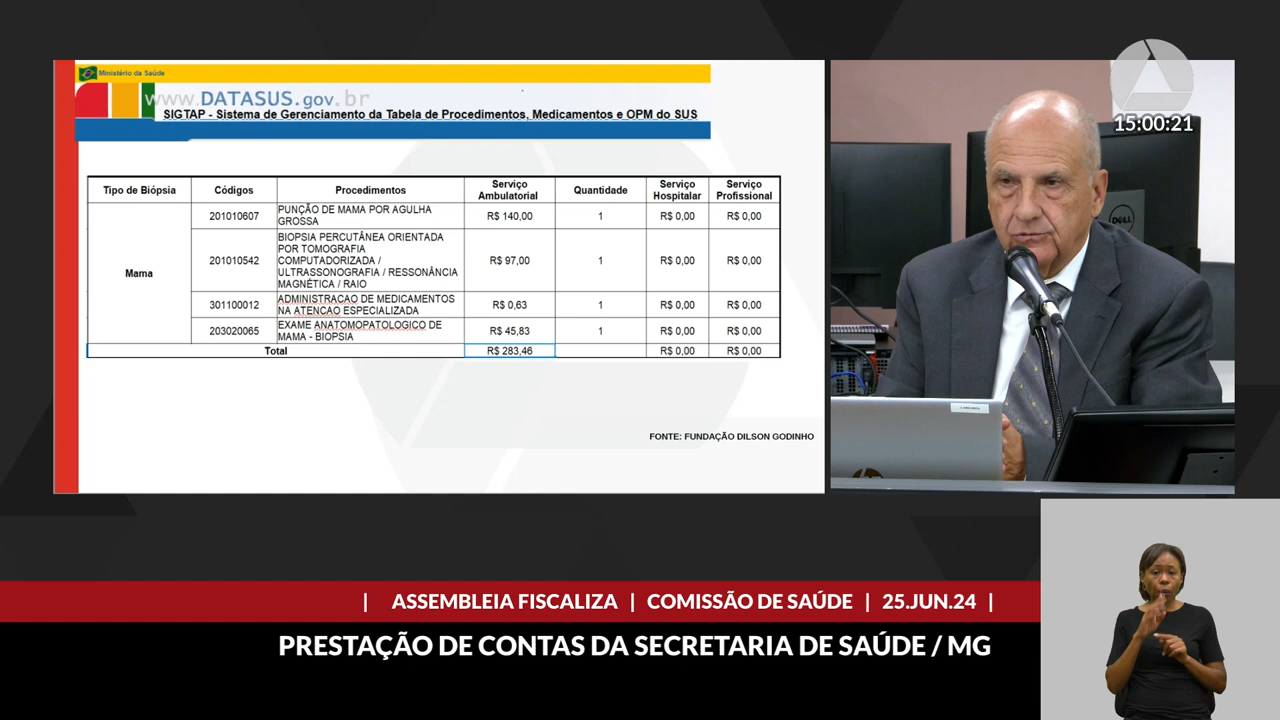 Ministério da Saúde
www.DATASUS.gov.br
SIGTAP - Sistema de Gerenciamento da Tabela de Procedimentos, Medicamentos e OPM do SUS
15:00:21
Tipo de Biópsia Códigos Procedimentos Serviço Ambulatorial Quantidade Serviço Hospitalar Serviço Profissional
Mama
201010607 PUNÇÃO DE MAMA POR AGULHA GROSSA R$ 140,00 1 R$ 0,00 R$ 0,00
201010542 BIOPSIA PERCUTÂNEA ORIENTADA POR TOMOGRAFIA COMPUTADORIZADA / ULTRASSONOGRAFIA / RESSONÂNCIA MAGNÉTICA / RAIO R$ 97,00 1 R$ 0,00 R$ 0,00
301100012 ADMINISTRACAO DE MEDICAMENTOS NA ATENCAO ESPECIALIZADA R$ 0,63 1 R$ 0,00 R$ 0,00
203020065 EXAME ANATOMOPATOLOGICO DE MAMA - BIOPSIA R$ 45,83 1 R$ 0,00 R$ 0,00
Total R$ 283,46 R$ 0,00 R$ 0,00
FONTE: FUNDAÇÃO DILSON GODINHO
DELL
| ASSEMBLEIA FISCALIZA | COMISSÃO DE SAÚDE | 25.JUN.24 |
PRESTAÇÃO DE CONTAS DA SECRETARIA DE SAÚDE / MG